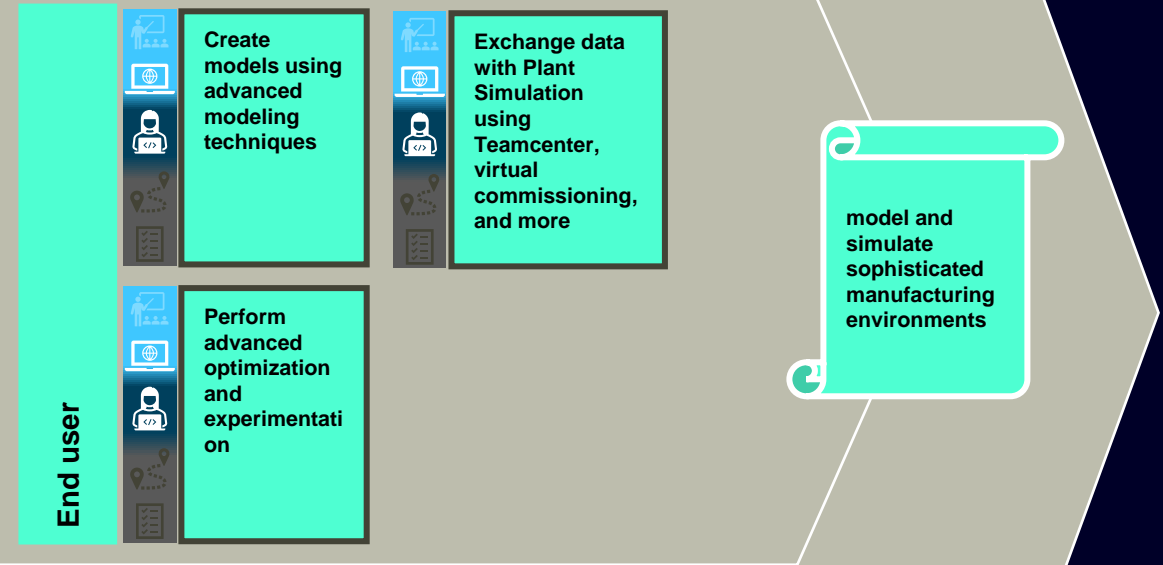 End user
Create
models using
advanced
modeling
techniques
Exchange data
with Plant
Simulation
using
Teamcenter,
virtual
commissioning,
and more
Perform
advanced
optimization
and
experimentati
on
model and
simulate
sophisticated
manufacturing
environments